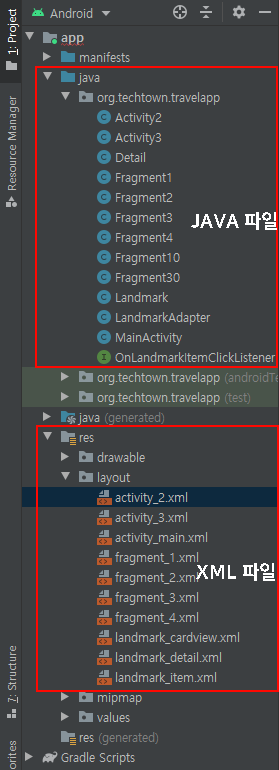 1: Project
Resource Manager
7: Structure
orites
Android
app
manifests
java
org.techtown.travelapp
Activity2
Activity3
Detail
Fragment1
Fragment2
Fragment3
Fragment4
Fragment10
Fragment30
Landmark
LandmarkAdapter
MainActivity
OnLandmarkItemClickListener
JAVA 파일
org.techtown.travelapp (androidTe
org.techtown.travelapp (test)
java (generated)
res
drawable
layout
activity_2.xml
activity_3.xml
activity_main.xml
fragment_1.xml
fragment_2.xml
fragment_3.xml
fragment_4.xml
landmark_cardview.xml
landmark_detail.xml
landmark_item.xml
XML 파일
mipmap
values
res (generated)
Gradle Scripts